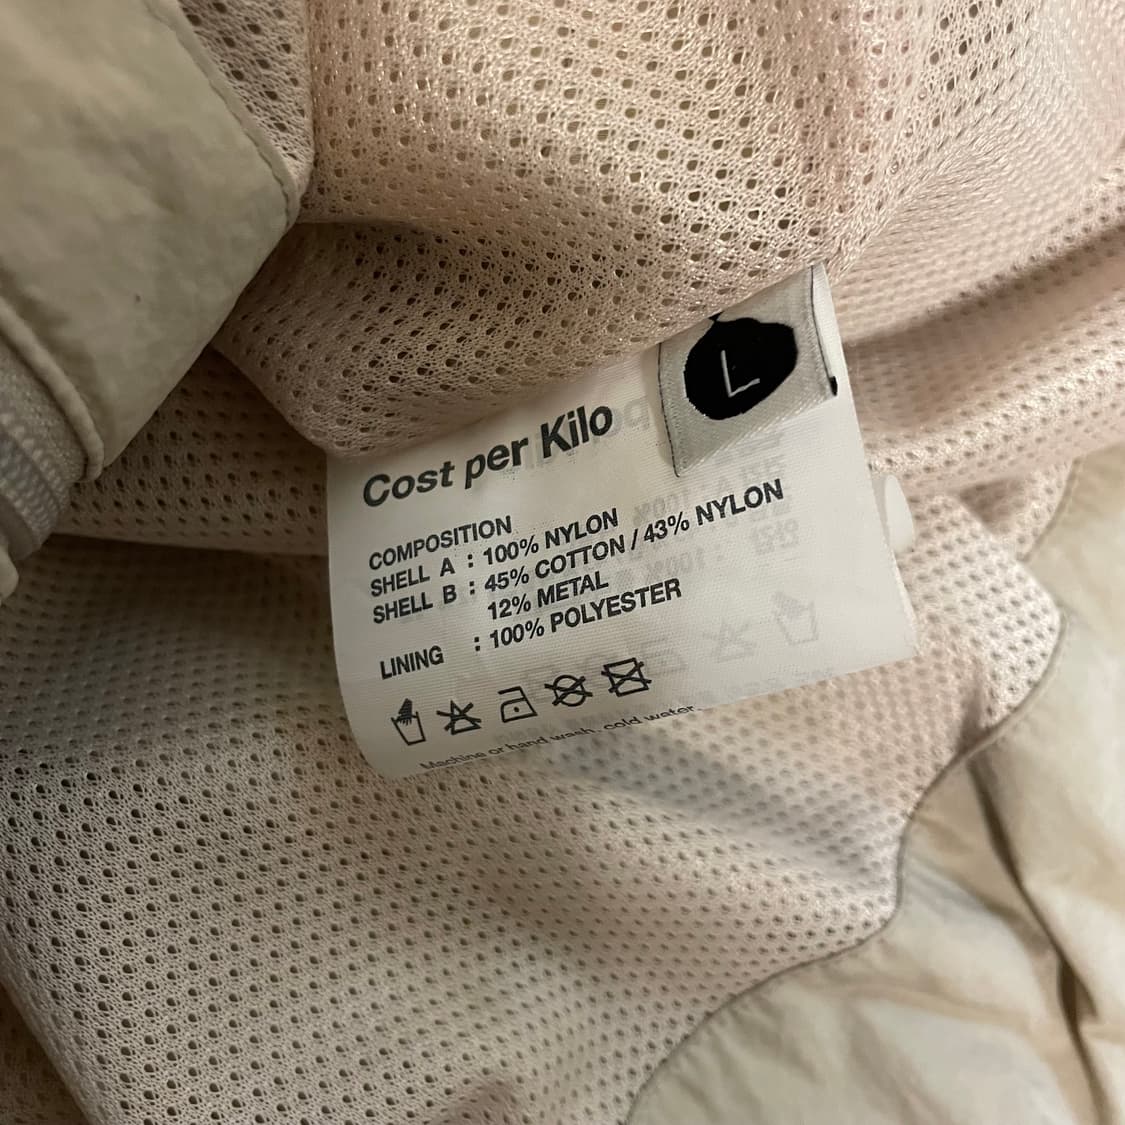 L
Cost per Kilo
COMPOSITION
SHELL A : 100% NYLON
SHELL B : 45% COTTON / 43% NYLON
12% METAL
LINING : 100% POLYESTER
Machine or hand wash, cold water.